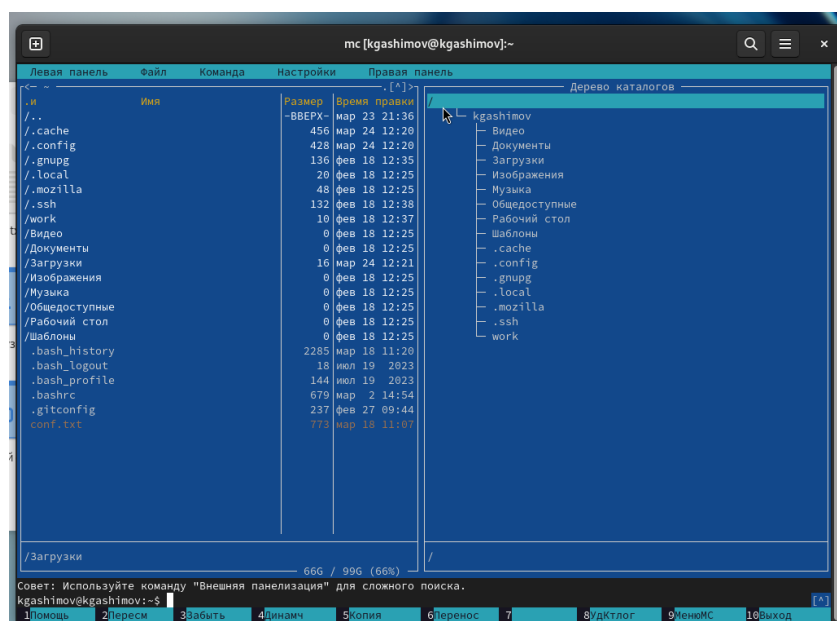 mc [kgashimov@kgashimov]:~
Левая панель Файл Команда Настройки Правая панель
<— ~ .[^]> Дерево каталогов
.и Имя Размер Время правки /
/.. -ВВЕРХ- мар 23 21:36 └ kgashimov
/.cache 456 мар 24 12:20 ├ Видео
/.config 428 мар 24 12:20 ├ Документы
/.gnupg 136 фев 18 12:35 ├ Загрузки
/.local 20 фев 18 12:25 ├ Изображения
/.mozilla 48 фев 18 12:25 ├ Музыка
/.ssh 132 фев 18 12:38 ├ Общедоступные
/work 10 фев 18 12:37 ├ Рабочий стол
/Видео 0 фев 18 12:25 ├ Шаблоны
/Документы 0 фев 18 12:25 ├ .cache
/Загрузки 16 мар 24 12:21 ├ .config
/Изображения 0 фев 18 12:25 ├ .gnupg
/Музыка 0 фев 18 12:25 ├ .local
/Общедоступные 0 фев 18 12:25 ├ .mozilla
/Рабочий стол 0 фев 18 12:25 ├ .ssh
/Шаблоны 0 фев 18 12:25 └ work
.bash_history 2285 мар 18 11:20
.bash_logout 18 июл 19 2023
.bash_profile 144 июл 19 2023
.bashrc 679 мар 2 14:54
.gitconfig 237 фев 27 09:44
conf.txt 773 мар 18 11:07
/Загрузки /
66G / 99G (66%)
Совет: Используйте команду "Внешняя панелизация" для сложного поиска.
kgashimov@kgashimov:~$ [^]
1Помощь 2Пересм 3Забыть 4Динамч 5Копия 6Перенос 7 8УдКтлог 9МенюMC 10Выход